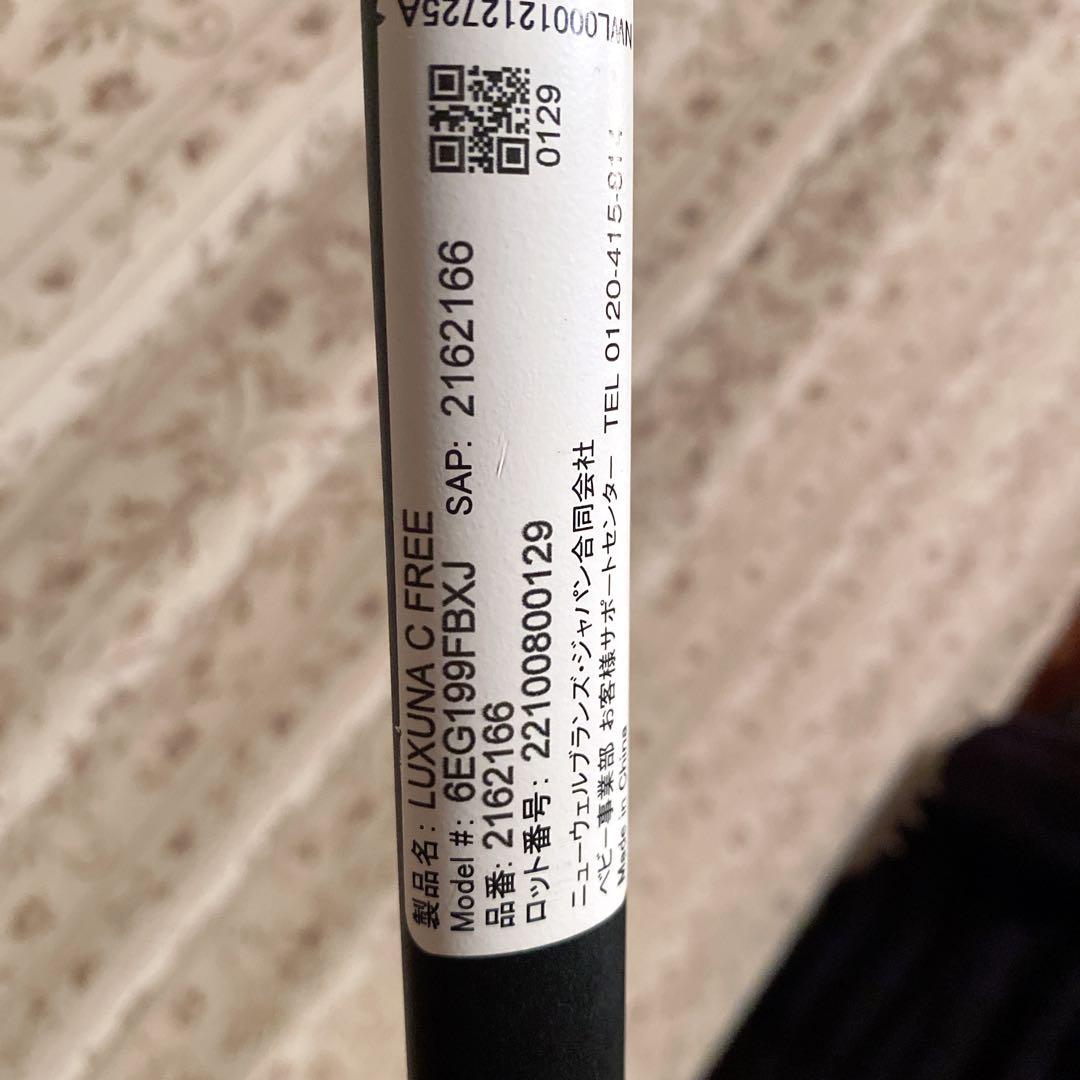 製品名: LUXUNA C FREE
Model #: 6EG199FBXJ SAP: 2162166
品番: 2162166
ロット番号: 2210080​0129
ニューウェルブランズ・ジャパン合同会社
ベビー事業部 お客様サポートセンター TEL 0120-415-814
Made in China
0129
NWL0001212725A